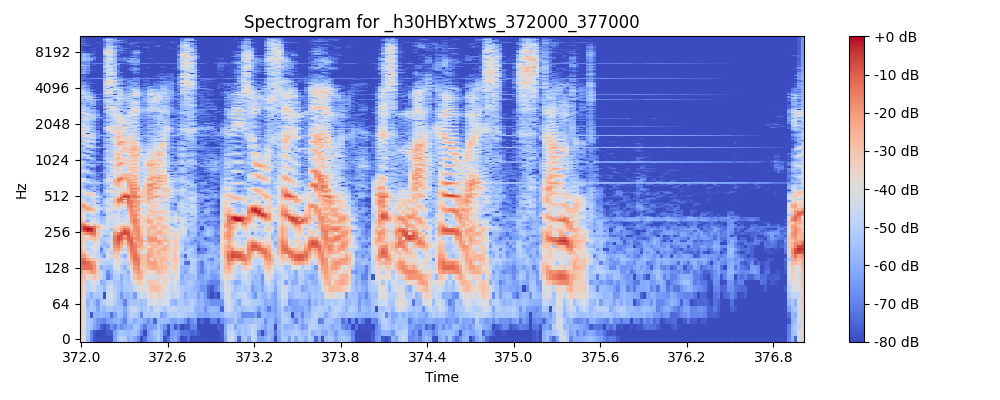 Spectrogram for _h30HBYxtws_372000_377000
Hz
8192
4096
2048
1024
512
256
128
64
0
372.0 372.6 373.2 373.8 374.4 375.0 375.6 376.2 376.8
Time
+0 dB
-10 dB
-20 dB
-30 dB
-40 dB
-50 dB
-60 dB
-70 dB
-80 dB